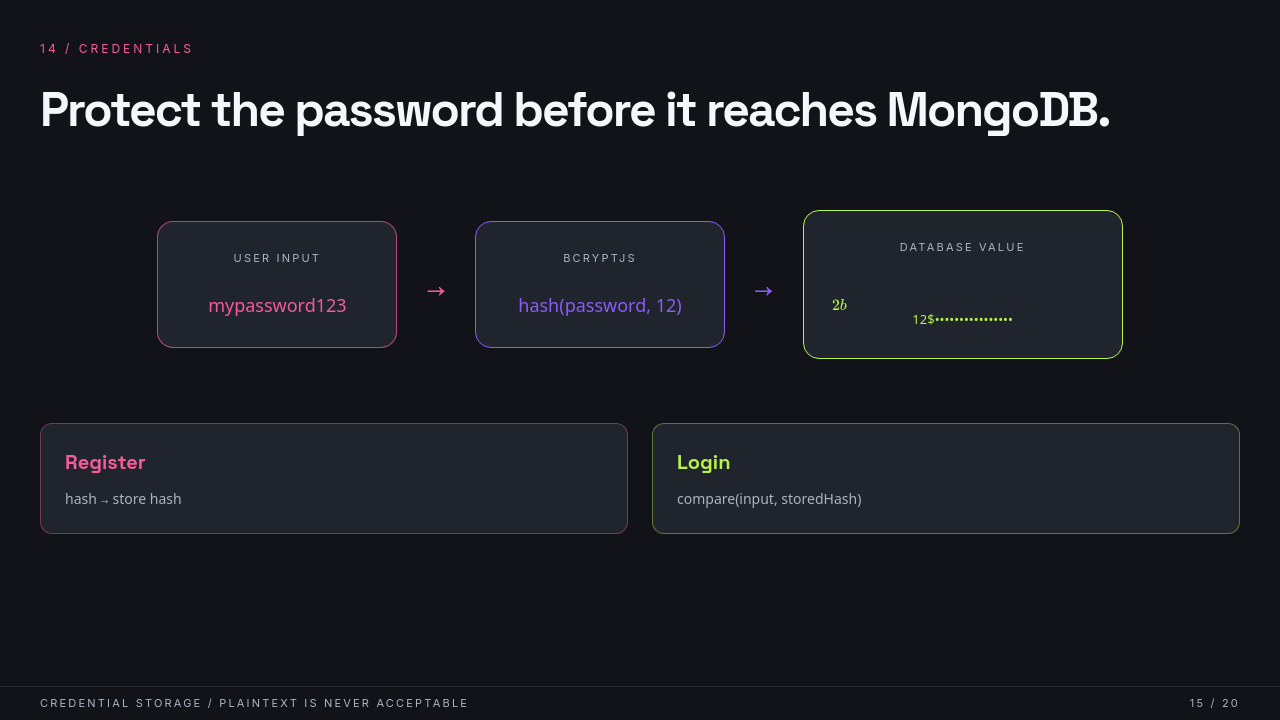 14 / CREDENTIALS
Protect the password before it reaches MongoDB.
USER INPUT
mypassword123
→
BCRYPTJS
hash(password, 12)
→
DATABASE VALUE
2b
12$••••••••••••••••
Register
hash → store hash
Login
compare(input, storedHash)
CREDENTIAL STORAGE / PLAINTEXT IS NEVER ACCEPTABLE
15 / 20